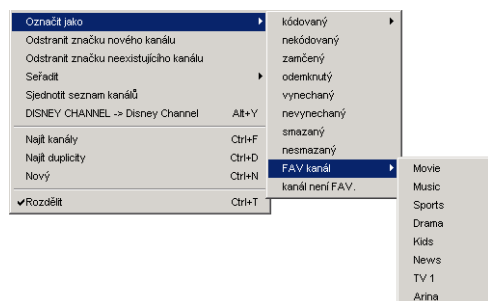 Označit jako
Odstranit značku nového kanálu
Odstranit značku neexistujícího kanálu
Seřadit
Sjednotit seznam kanálů
DISNEY CHANNEL -> Disney Channel Alt+Y
Najít kanály Ctrl+F
Najít duplicity Ctrl+D
Nový Ctrl+N
Rozdělit Ctrl+T
kódovaný
nekódovaný
zamčený
odemknutý
vynechaný
nevynechaný
smazaný
nesmazaný
FAV kanál
kanál není FAV.
Movie
Music
Sports
Drama
Kids
News
TV 1
Arina